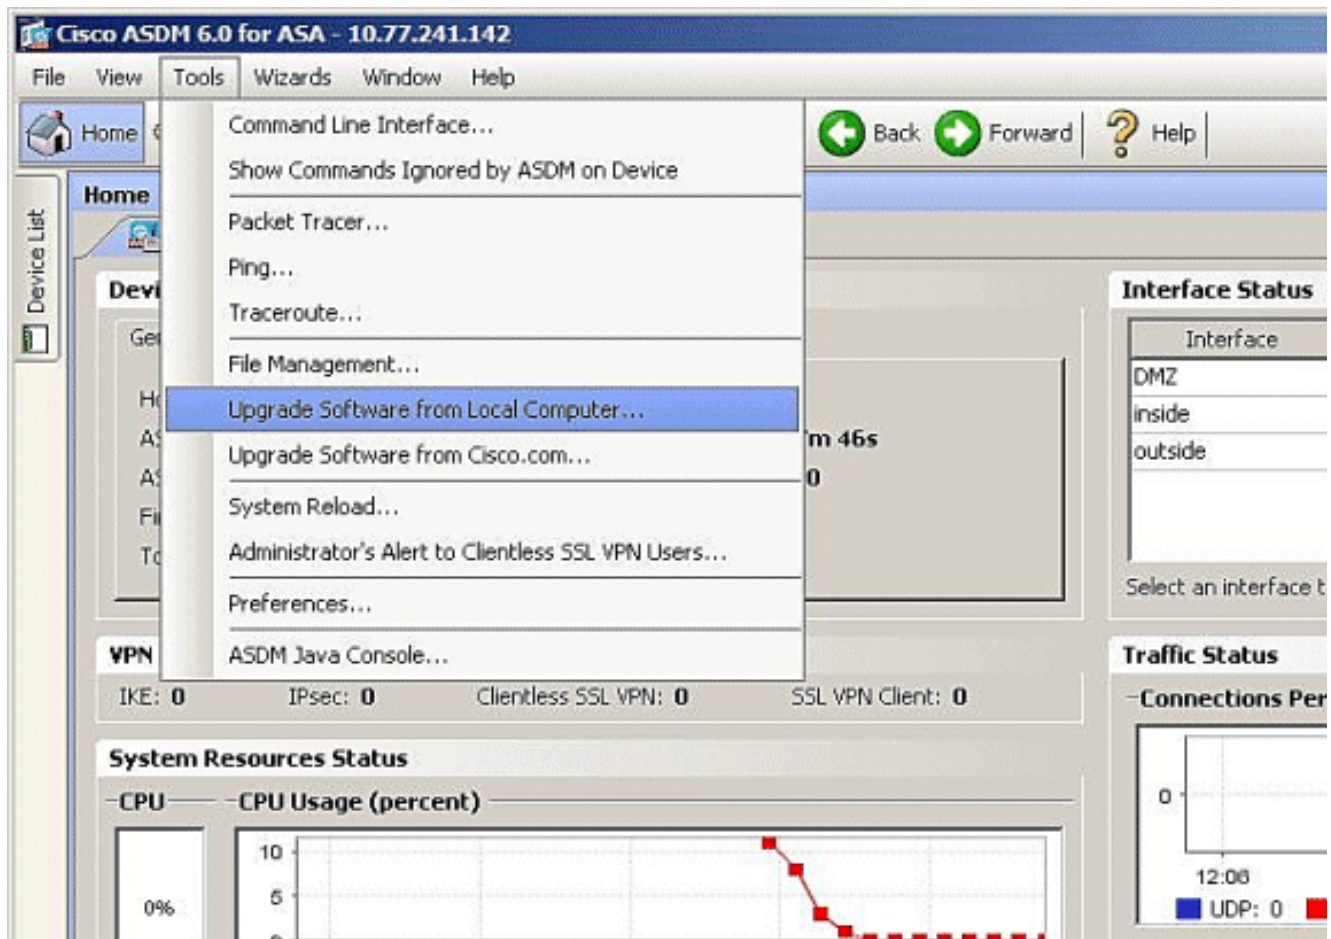 Cisco ASDM 6.0 for ASA - 10.77.241.142
File View Tools Wizards Window Help
Home Back Forward Help
Command Line Interface...
Show Commands Ignored by ASDM on Device
Packet Tracer...
Ping...
Traceroute...
File Management...
Upgrade Software from Local Computer...
Upgrade Software from Cisco.com...
System Reload...
Administrator's Alert to Clientless SSL VPN Users...
Preferences...
ASDM Java Console...
Device List
Home
Interface Status
Interface
DMZ
inside
outside
m 46s
0
Select an interface t
VPN
IKE: 0 IPsec: 0 Clientless SSL VPN: 0 SSL VPN Client: 0
Traffic Status
Connections Per
System Resources Status
CPU CPU Usage (percent)
0%
10
5
0
0
12:06
UDP: 0